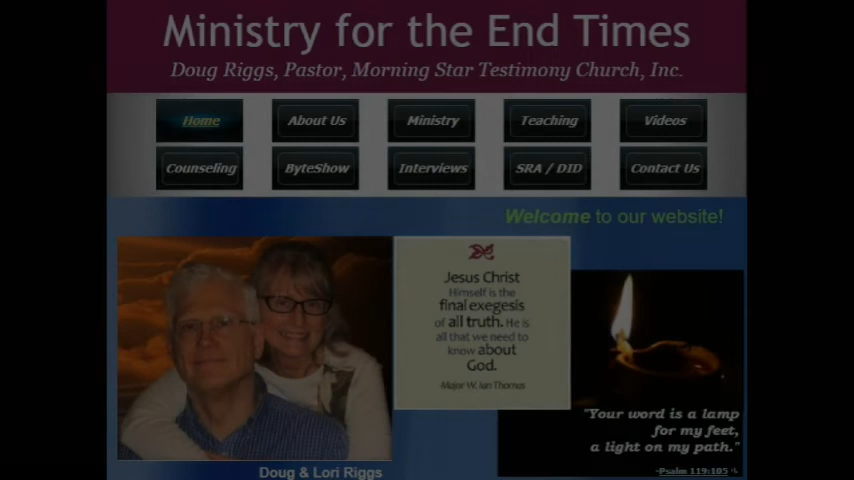 Ministry for the End Times
Doug Riggs, Pastor, Morning Star Testimony Church, Inc.
Home
About Us
Ministry
Teaching
Videos
Counseling
ByteShow
Interviews
SRA / DID
Contact Us
Welcome to our website!
Jesus Christ
Himself is the
final exegesis
of all truth. He is
all that we need to
know about
God.
-Major W. Ian Thomas
"Your word is a lamp
for my feet,
a light on my path."
-Psalm 119:105
Doug & Lori Riggs